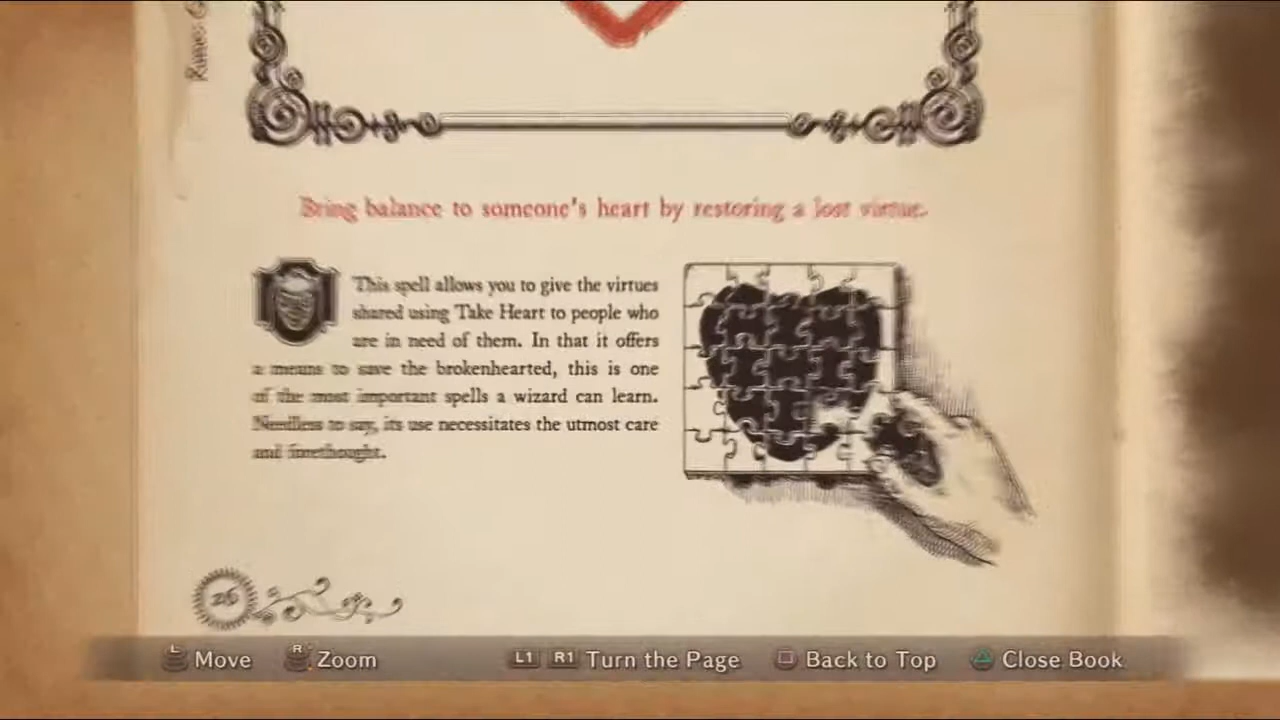 Runes: G
Bring balance to someone's heart by restoring a lost virtue.
This spell allows you to give the virtues
shared using Take Heart to people who
are in need of them. In that it offers
a means to save the brokenhearted, this is one
of the most important spells a wizard can learn.
Needless to say, its use necessitates the utmost care
and forethought.
26
L Move R Zoom L1 R1 Turn the Page Back to Top Close Book